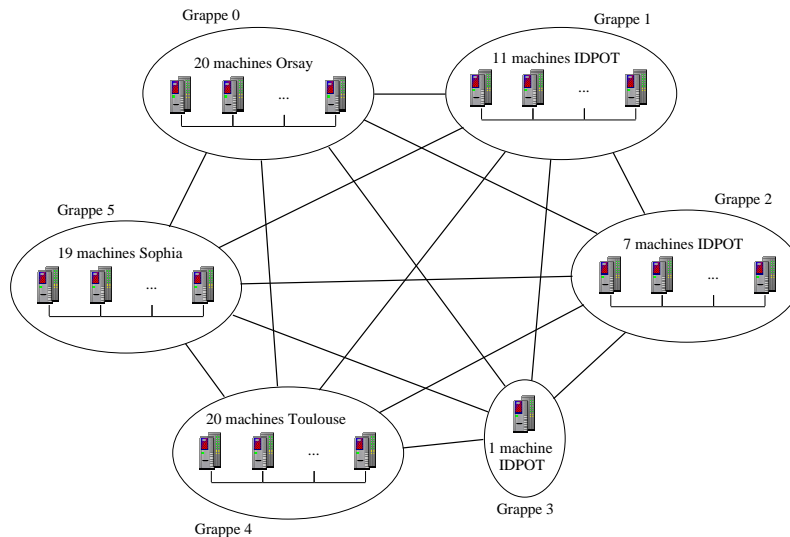 Grappe 0
20 machines Orsay
...
Grappe 1
11 machines IDPOT
...
Grappe 2
7 machines IDPOT
...
Grappe 5
19 machines Sophia
...
20 machines Toulouse
...
Grappe 4
1 machine
IDPOT
Grappe 3